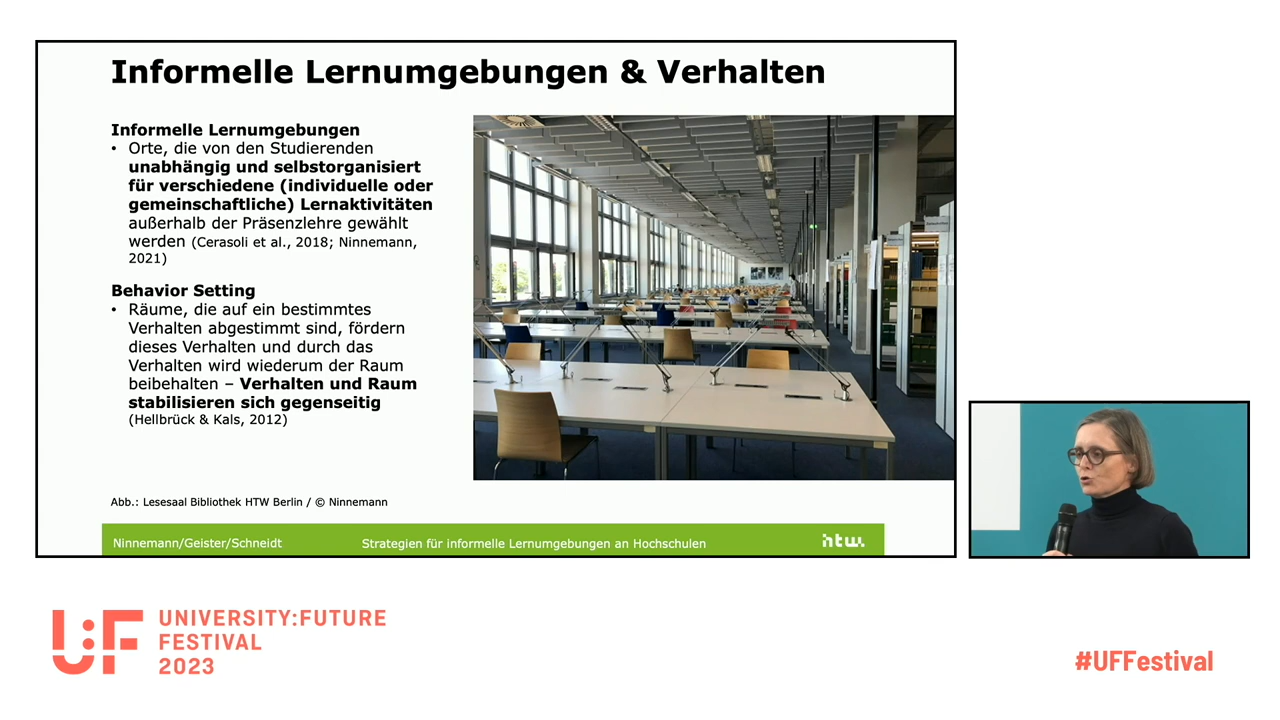 Informelle Lernumgebungen & Verhalten
Informelle Lernumgebungen
• Orte, die von den Studierenden
unabhängig und selbstorganisiert
für verschiedene (individuelle oder
gemeinschaftliche) Lernaktivitäten
außerhalb der Präsenzlehre gewählt
werden (Cerasoli et al., 2018; Ninnemann,
2021)
Behavior Setting
• Räume, die auf ein bestimmtes
Verhalten abgestimmt sind, fördern
dieses Verhalten und durch das
Verhalten wird wiederum der Raum
beibehalten – Verhalten und Raum
stabilisieren sich gegenseitig
(Hellbrück & Kals, 2012)
Abb.: Lesesaal Bibliothek HTW Berlin / © Ninnemann
Ninnemann/Geister/Schneidt
Strategien für informelle Lernumgebungen an Hochschulen
htw.
U:F
UNIVERSITY:FUTURE
FESTIVAL
2023
#UFFestival